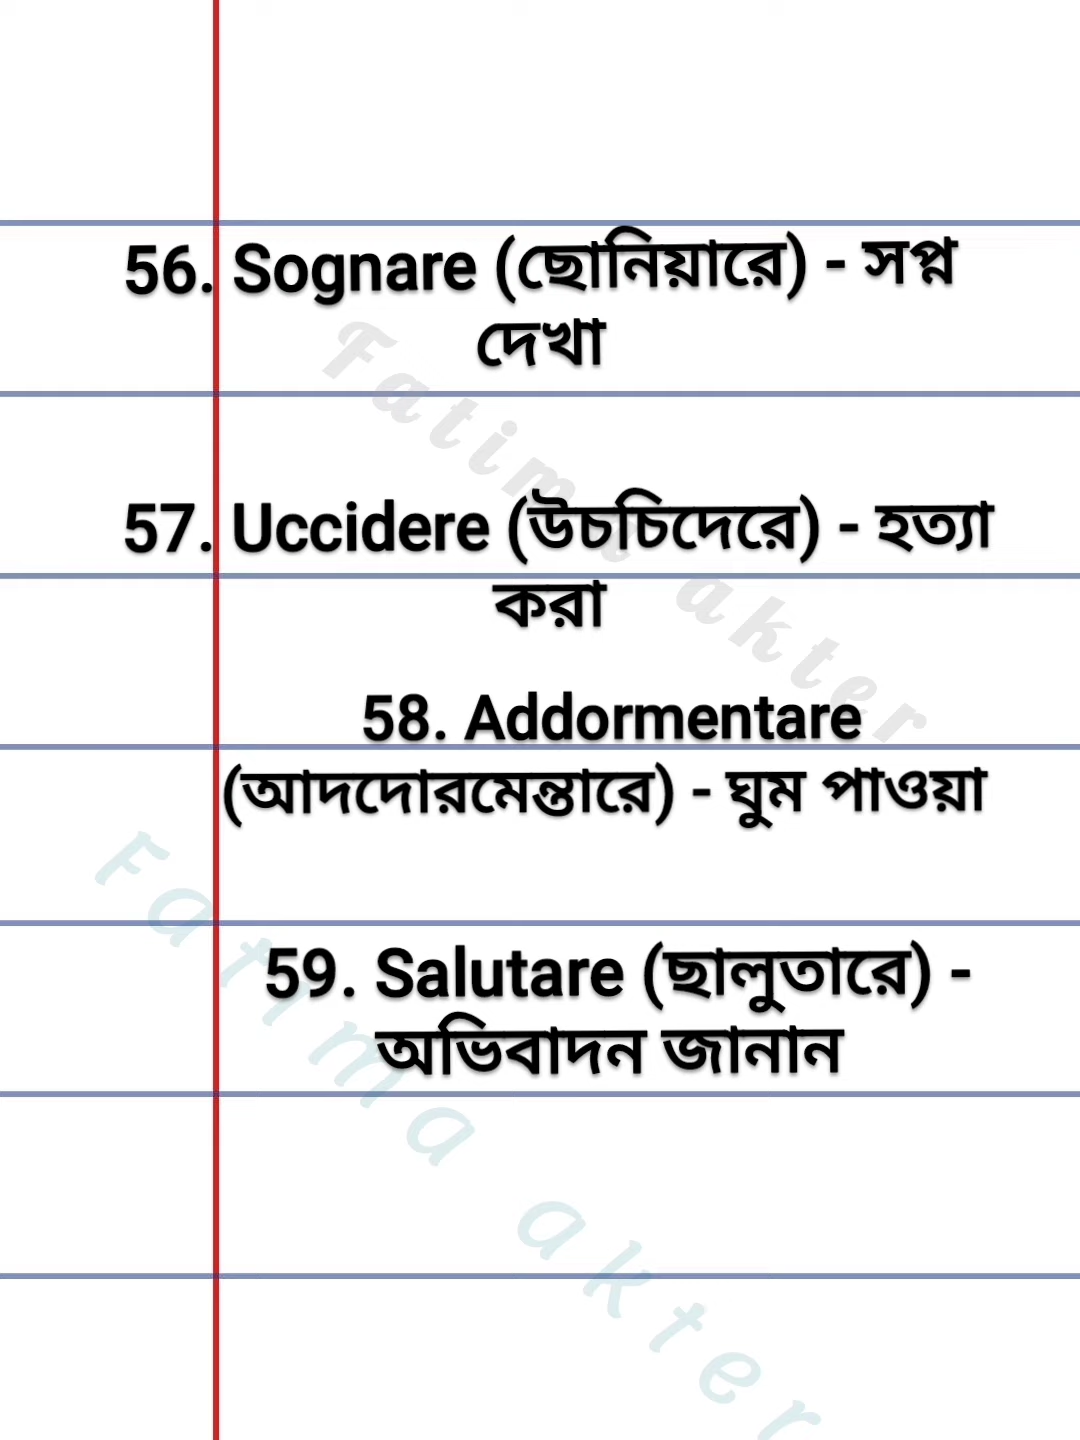 56. Sognare (ছোনিয়ারে) - সপ্ন
দেখা
57. Uccidere (উচচিদেরে) - হত্যা
করা
58. Addormentare
(আদদোরমেন্তারে) - ঘুম পাওয়া
59. Salutare (ছালুতারে) -
অভিবাদন জানান
Fatima akter
Fatima akter